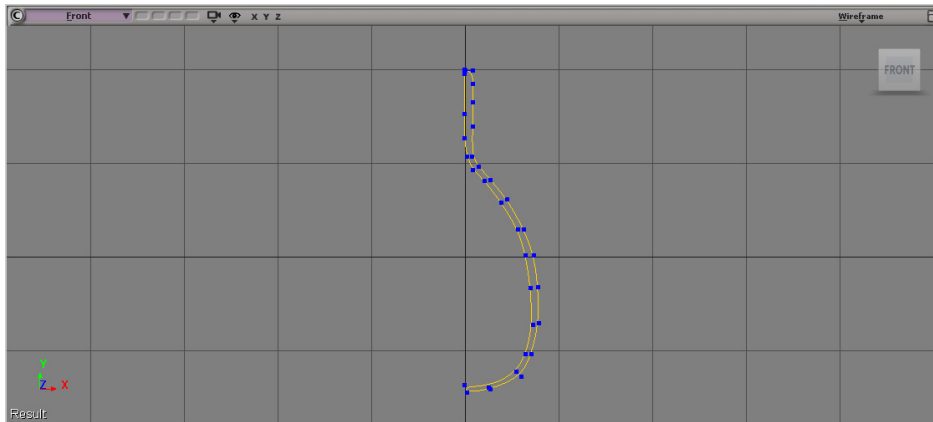 C Front X Y Z Wireframe
FRONT
Y
Z X
Result